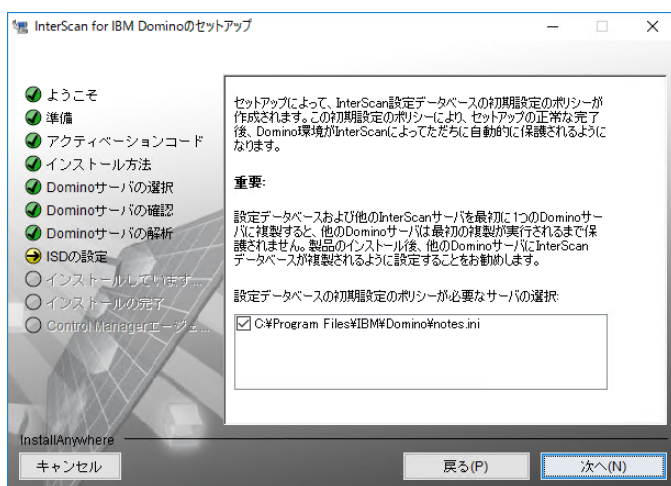 InterScan for IBM Dominoのセットアップ
ようこそ
準備
アクティベーションコード
インストール方法
Dominoサーバの選択
Dominoサーバの確認
Dominoサーバの解析
ISDの設定
インストールしています...
インストールの完了
Control Managerエージェ...
セットアップによって、InterScan設定データベースの初期設定のポリシーが
作成されます。この初期設定のポリシーにより、セットアップの正常な完了
後、Domino環境がInterScanによってただちに自動的に保護されるように
なります。
重要:
設定データベースおよび他のInterScanサーバを最初に1つのDominoサー
バに複製すると、他のDominoサーバは最初の複製が実行されるまで保
護されません。製品のインストール後、他のDominoサーバにInterScan
データベースが複製されるように設定することをお勧めします。
設定データベースの初期設定のポリシーが必要なサーバの選択:
C:¥Program Files¥IBM¥Domino¥notes.ini
InstallAnywhere
キャンセル
戻る(P)
次へ(N)